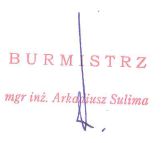 BURMISTRZ
mgr inż. Arkadiusz Sulima